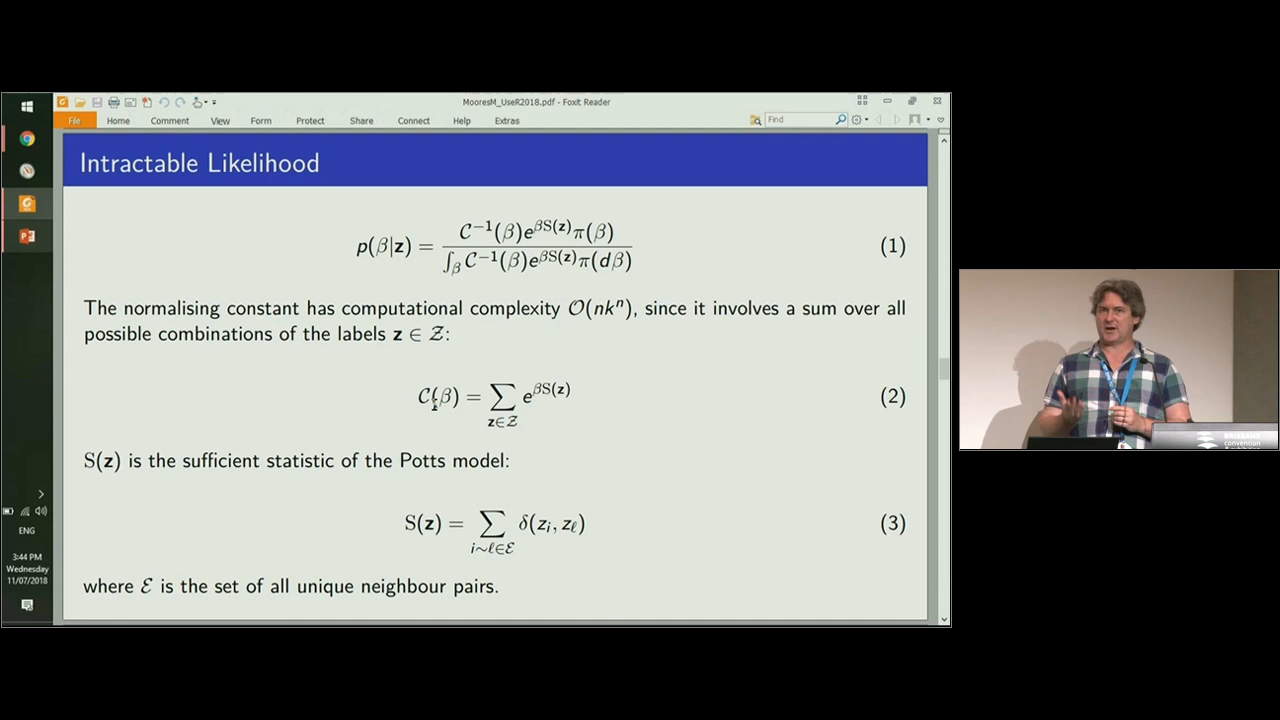 MooresM_UseR2018.pdf - Foxit Reader
File Home Comment View Form Protect Share Connect Help Extras Find
Intractable Likelihood
p(β|z) = C⁻¹(β)e^{βS(z)}π(β) / ∫_β C⁻¹(β)e^{βS(z)}π(dβ) (1)
The normalising constant has computational complexity O(nkⁿ), since it involves a sum over all
possible combinations of the labels z ∈ Z:
C(β) = ∑_{z∈Z} e^{βS(z)} (2)
S(z) is the sufficient statistic of the Potts model:
S(z) = ∑_{i∼ℓ∈E} δ(z_i, z_ℓ) (3)
where E is the set of all unique neighbour pairs.
ENG
3:44 PM
Wednesday
11/07/2018
BRISBANE
convention
& exhibition